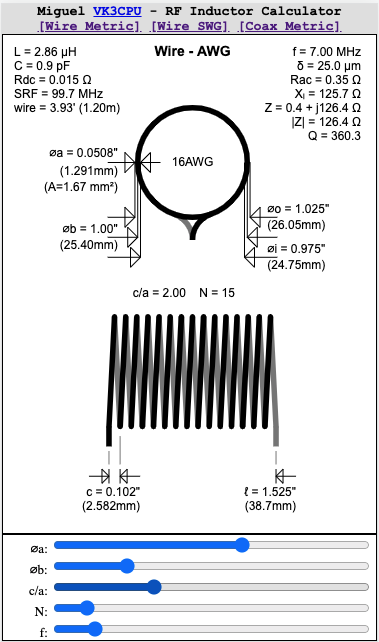 Miguel VK3CPU - RF Inductor Calculator
[Wire Metric] [Wire SWG] [Coax Metric]
L = 2.86 μH
Wire - AWG
f = 7.00 MHz
C = 0.9 pF
δ = 25.0 μm
Rdc = 0.015 Ω
Rac = 0.35 Ω
SRF = 99.7 MHz
Xₗ = 125.7 Ω
wire = 3.93' (1.20m)
Z = 0.4 + j126.4 Ω
|Z| = 126.4 Ω
Q = 360.3
⌀a = 0.0508"
(1.291mm)
(A=1.67 mm²)
16AWG
⌀b = 1.00"
(25.40mm)
⌀o = 1.025"
(26.05mm)
⌀i = 0.975"
(24.75mm)
c/a = 2.00 N = 15
c = 0.102"
(2.582mm)
ℓ = 1.525"
(38.7mm)
⌀a:
⌀b:
c/a:
N:
f: